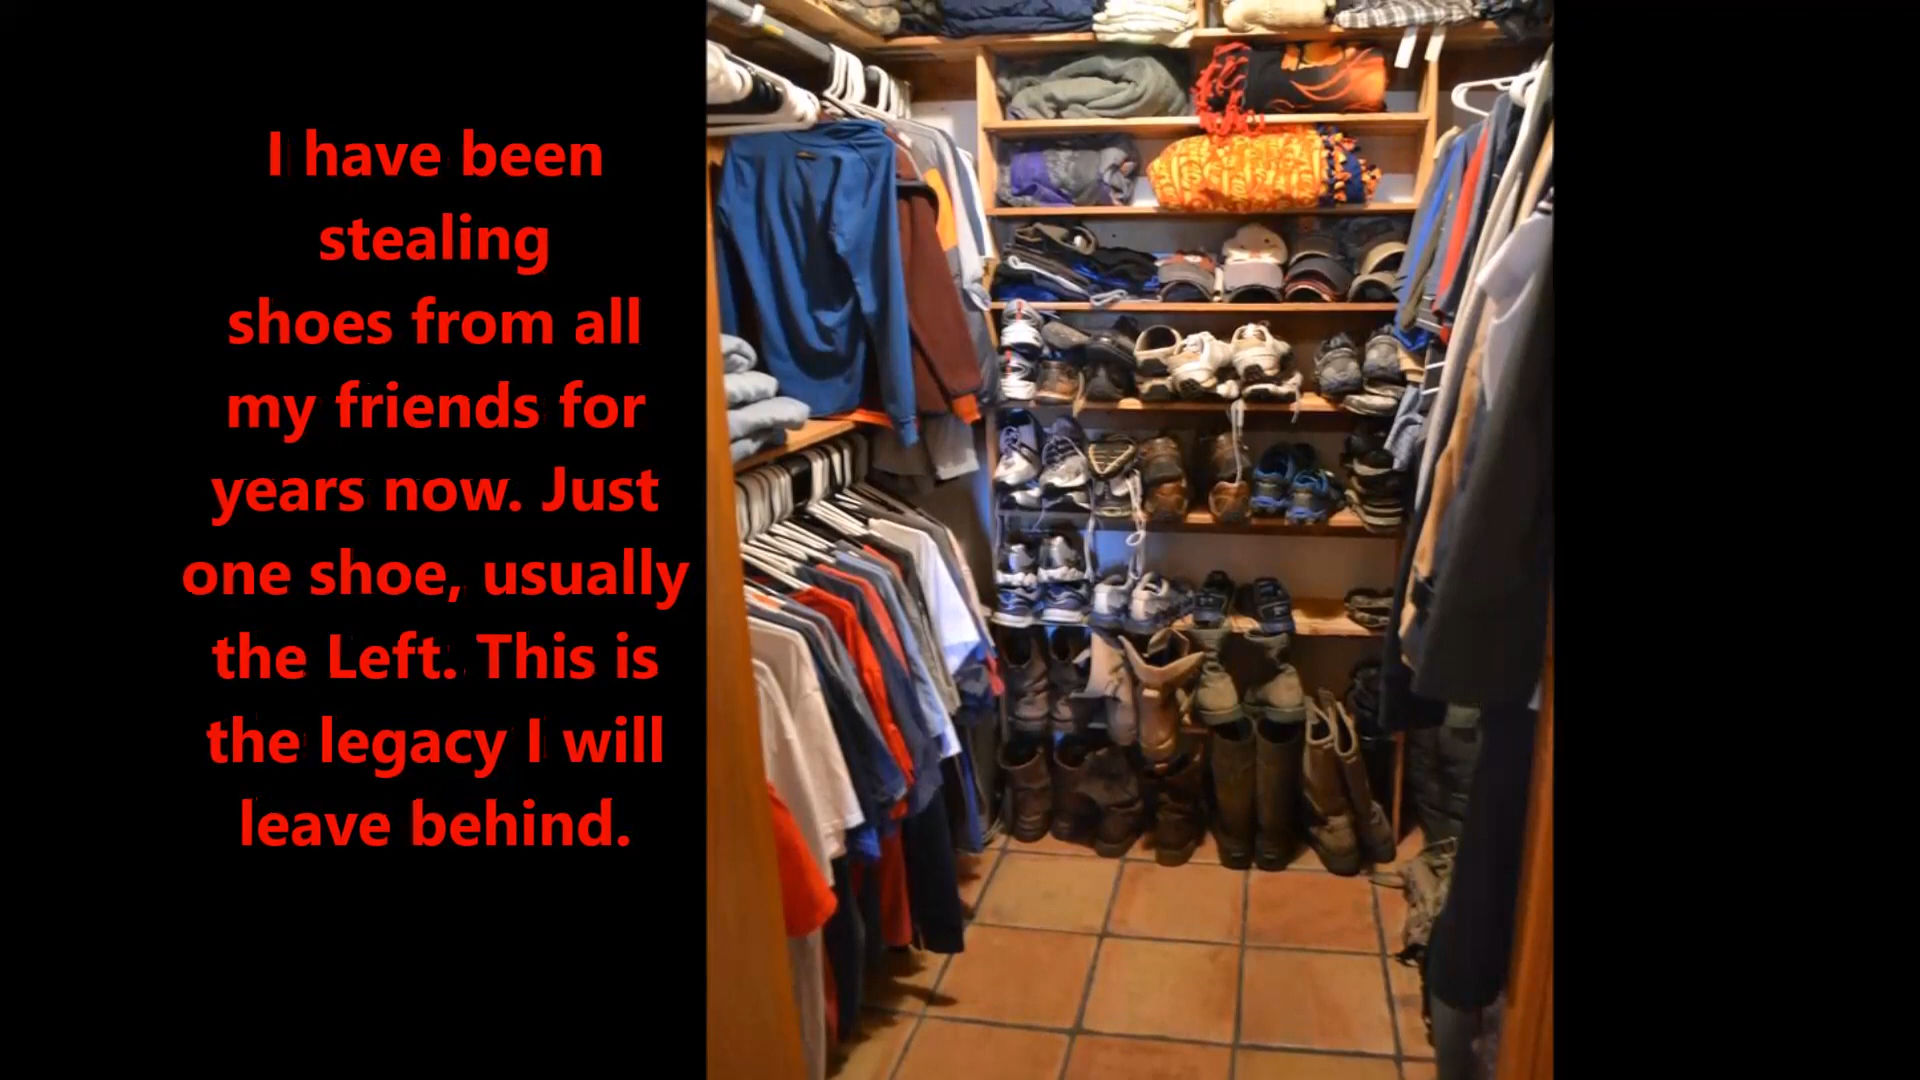 I have been
stealing
shoes from all
my friends for
years now. Just
one shoe, usually
the Left. This is
the legacy I will
leave behind.